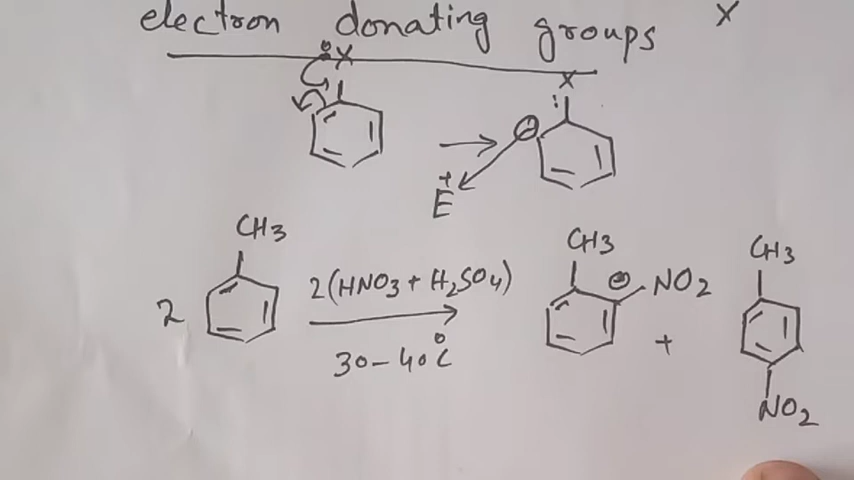 electron donating groups X
X X
⊖
E+
CH3 CH3 CH3
2 2(HNO3 + H2SO4) ⊖ NO2
30-40°C +
NO2